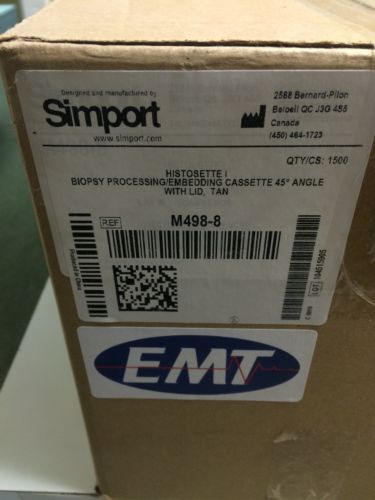 Designed and manufactured by
Simport
www.simport.com
2588 Bernard-Pilon
Beloeil QC J3G 4S5
Canada
(450) 464-1723
QTY/CS: 1500
HISTOSETTE I
BIOPSY PROCESSING/EMBEDDING CASSETTE 45° ANGLE
WITH LID, TAN
REF
M498-8
LOT
EMT